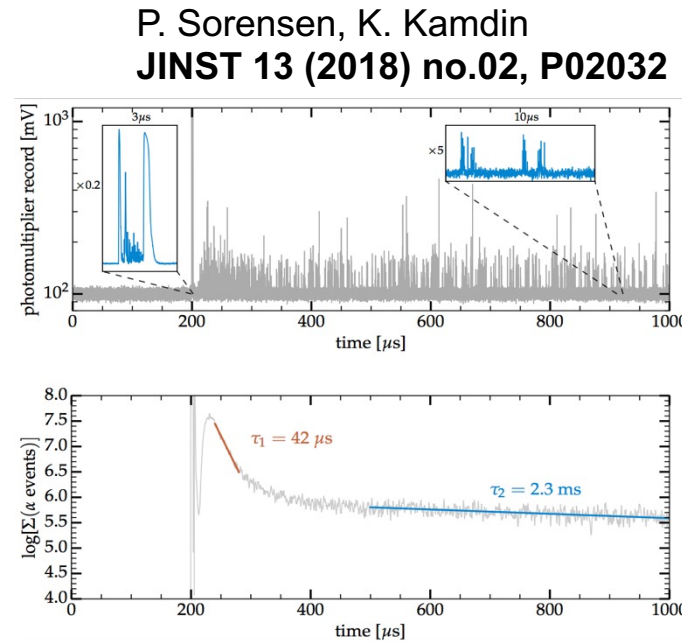 P. Sorensen, K. Kamdin
JINST 13 (2018) no.02, P02032
3μs
10μs
×0.2
×5
photomultiplier record [mV]
10³
10²
0 200 400 600 800 1000
time [μs]
log[Σ(α events)]
8.0
7.5
7.0
6.5
6.0
5.5
5.0
4.5
4.0
τ₁ = 42 μs
τ₂ = 2.3 ms
0 200 400 600 800 1000
time [μs]